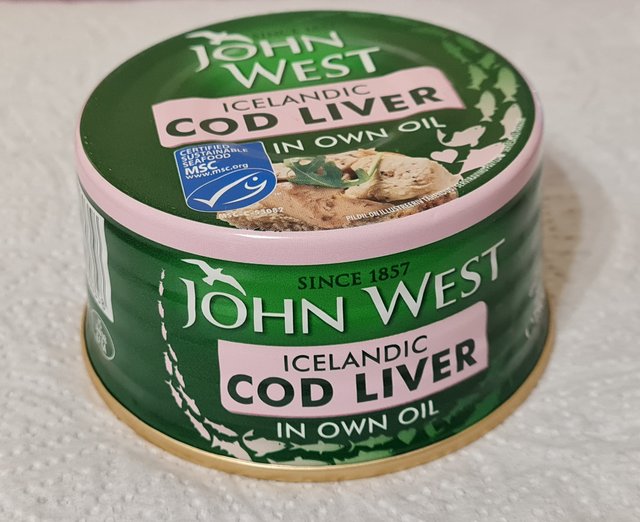 JOHN
WEST
ICELANDIC
COD LIVER
IN OWN OIL
CERTIFIED
SUSTAINABLE
SEAFOOD
MSC
www.msc.org
SINCE 1857
JOHN WEST
ICELANDIC
COD LIVER
IN OWN OIL